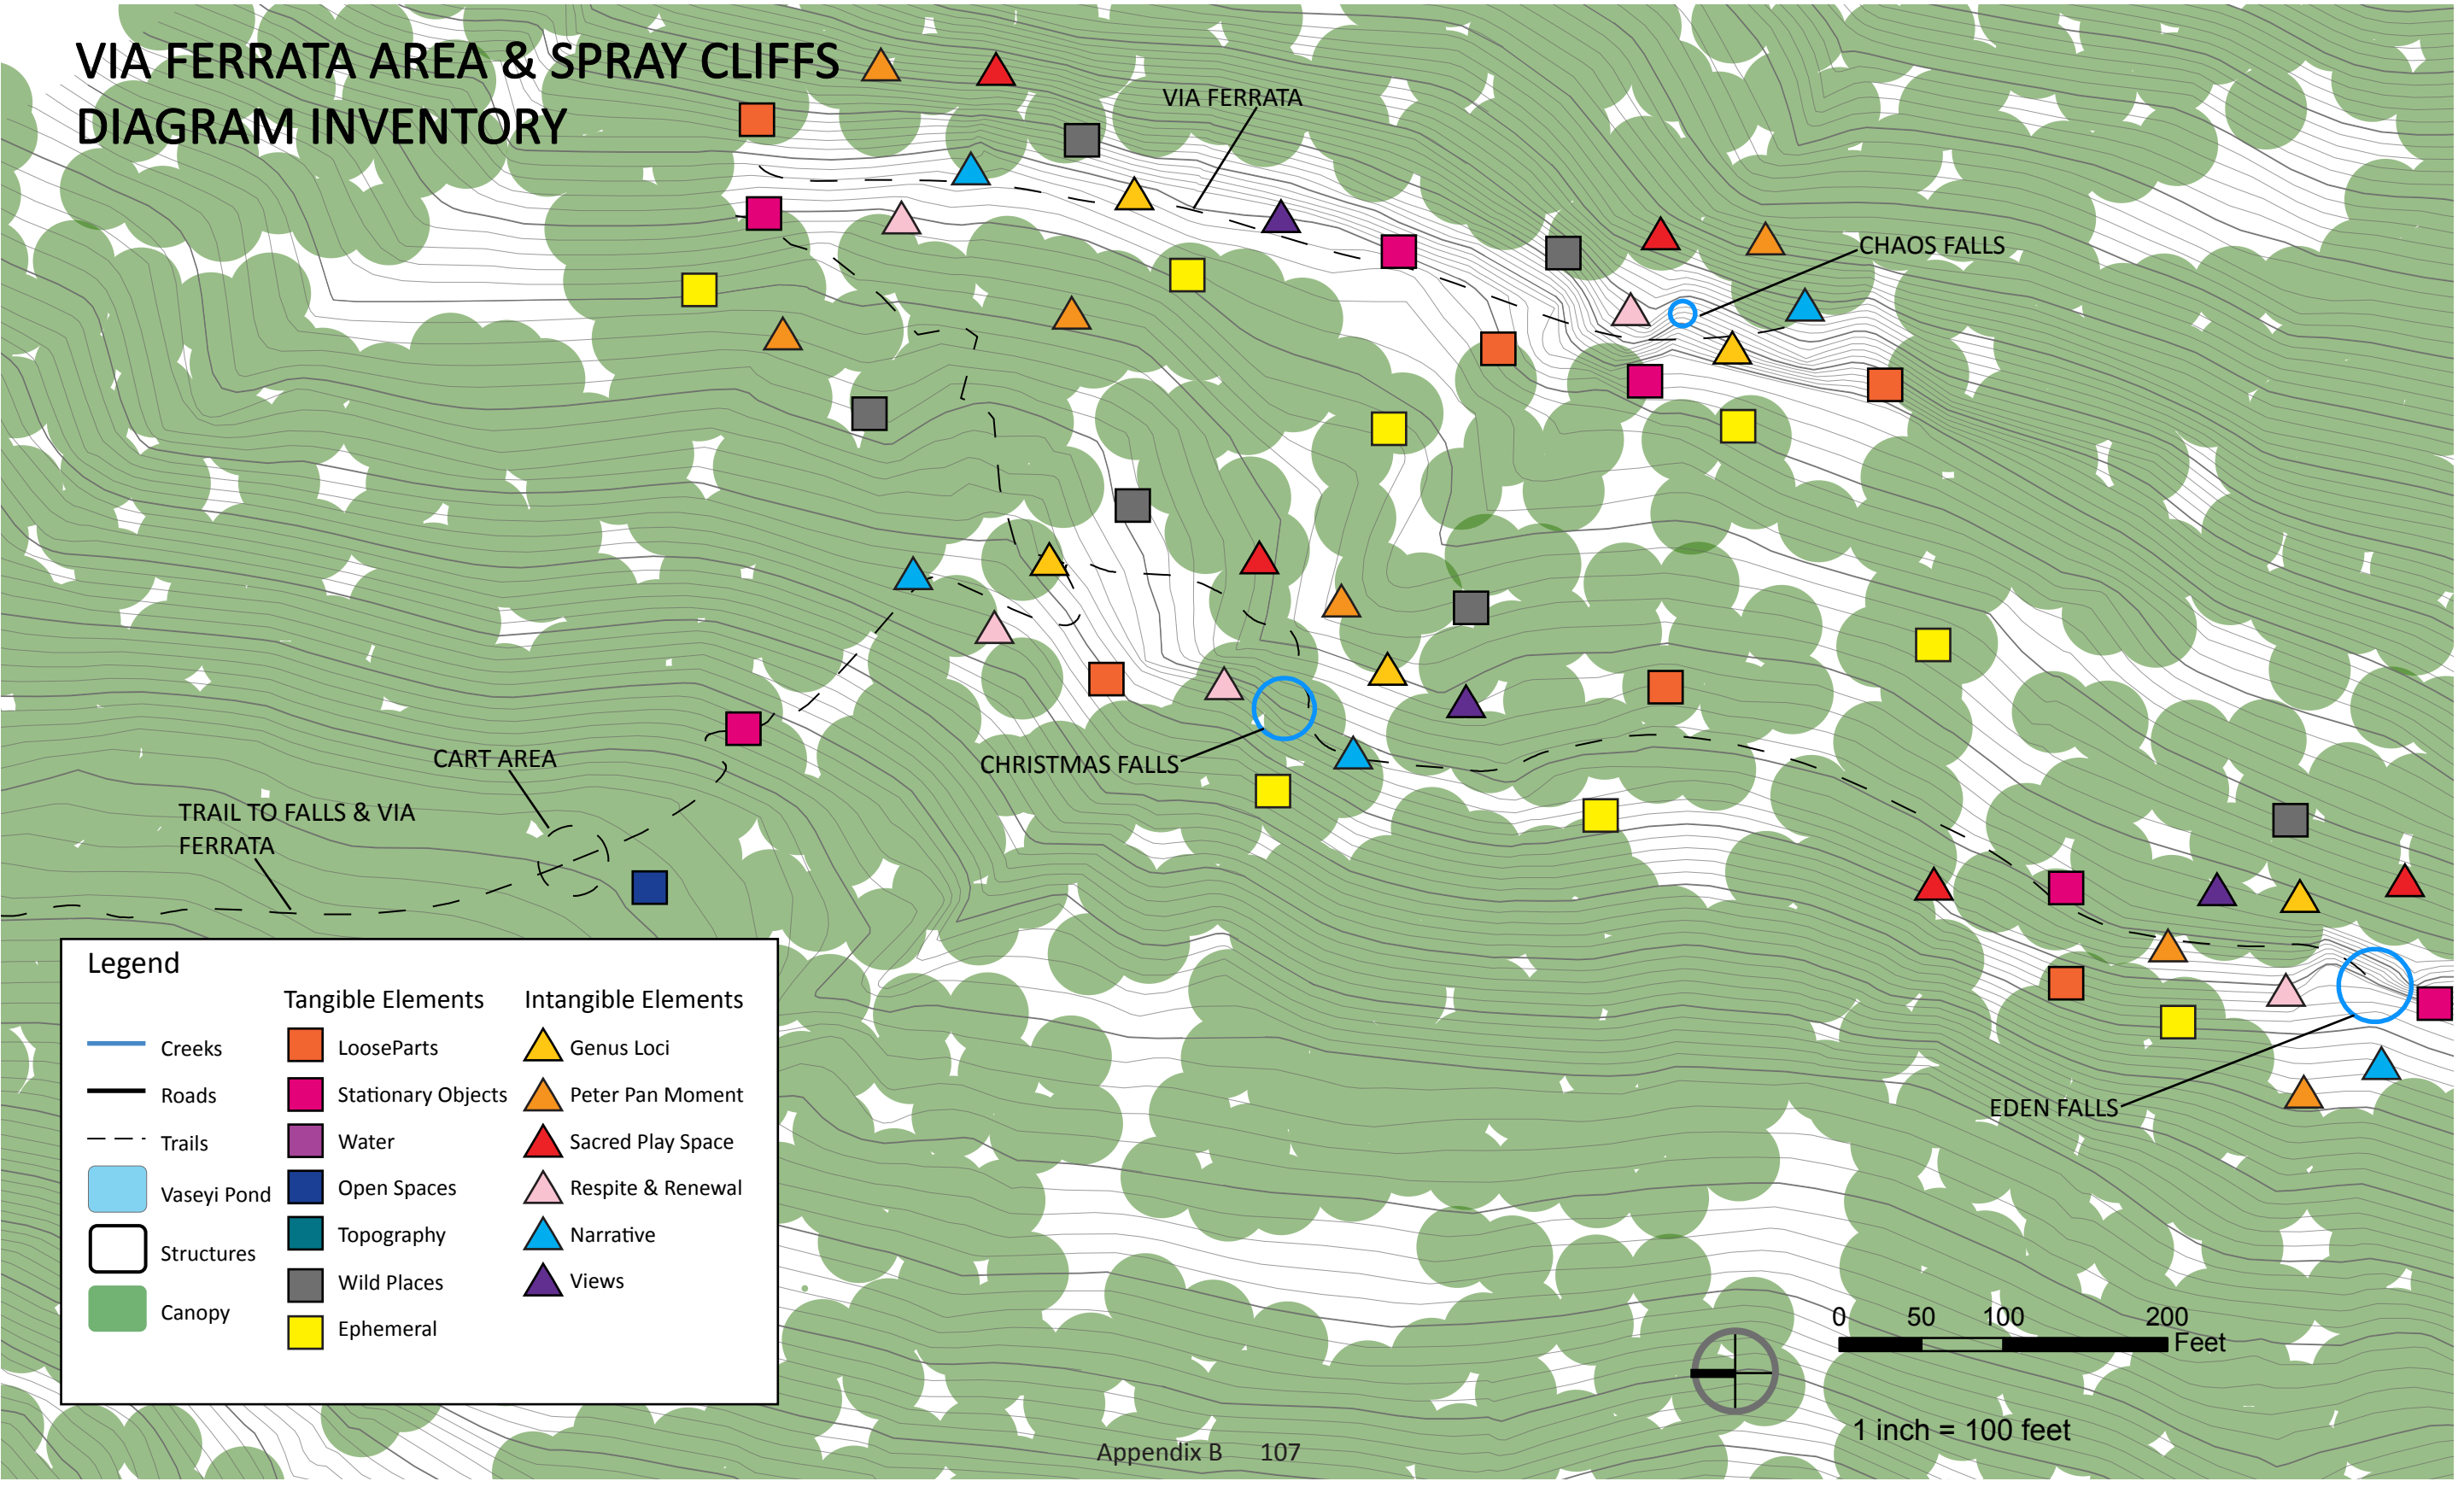 VIA FERRATA AREA & SPRAY CLIFFS
DIAGRAM INVENTORY
VIA FERRATA
CHAOS FALLS
CART AREA
CHRISTMAS FALLS
TRAIL TO FALLS & VIA
FERRATA
EDEN FALLS
Legend
Creeks
Roads
Trails
Vaseyi Pond
Structures
Canopy
Tangible Elements
LooseParts
Stationary Objects
Water
Open Spaces
Topography
Wild Places
Ephemeral
Intangible Elements
Genus Loci
Peter Pan Moment
Sacred Play Space
Respite & Renewal
Narrative
Views
0 50 100 200
Feet
1 inch = 100 feet
Appendix B 107